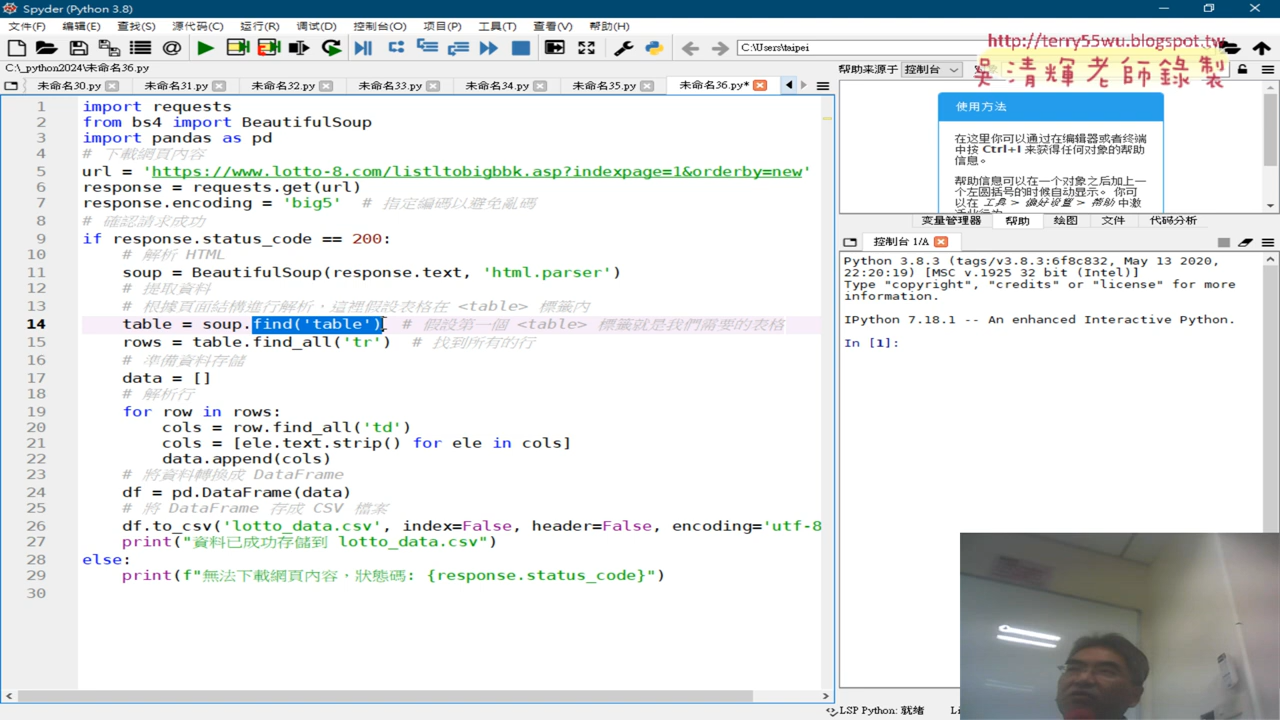 Spyder (Python 3.8)
文件(F) 编辑(E) 查找(S) 源代码(C) 运行(R) 调试(D) 控制台(O) 项目(P) 工具(T) 查看(V) 帮助(H)
C:\Users\taipei
http://terry55wu.blogspot.tw
吳清輝老師錄製
C:\_python2024\未命名36.py
帮助来源于 控制台
未命名30.py 未命名31.py 未命名32.py 未命名33.py 未命名34.py 未命名35.py 未命名36.py*
1 import requests
2 from bs4 import BeautifulSoup
3 import pandas as pd
4 # 下載網頁內容
5 url = 'https://www.lotto-8.com/listltobigbbk.asp?indexpage=1&orderby=new'
6 response = requests.get(url)
7 response.encoding = 'big5' # 指定編碼以避免亂碼
8 # 確認請求成功
9 if response.status_code == 200:
10 # 解析 HTML
11 soup = BeautifulSoup(response.text, 'html.parser')
12 # 提取資料
13 # 根據頁面結構進行解析，這裡假設表格在 <table> 標籤內
14 table = soup.find('table') # 假設第一個 <table> 標籤就是我們需要的表格
15 rows = table.find_all('tr') # 找到所有的行
16 # 準備資料存儲
17 data = []
18 # 解析行
19 for row in rows:
20 cols = row.find_all('td')
21 cols = [ele.text.strip() for ele in cols]
22 data.append(cols)
23 # 將資料轉換成 DataFrame
24 df = pd.DataFrame(data)
25 # 將 DataFrame 存成 CSV 檔案
26 df.to_csv('lotto_data.csv', index=False, header=False, encoding='utf-8
27 print("資料已成功存儲到 lotto_data.csv")
28 else:
29 print(f"無法下載網頁內容，狀態碼: {response.status_code}")
30
使用方法
在这里你可以通过在编辑器或者终端
中按 Ctrl+I 来获得任何对象的帮助
信息。
帮助信息可以在一个对象之后加上一
个左圆括号的时候自动显示。你可
以在 工具 > 偏好设置 > 帮助 中激
变量管理器 帮助 绘图 文件 代码分析
控制台 1/A
Python 3.8.3 (tags/v3.8.3:6f8c832, May 13 2020,
22:20:19) [MSC v.1925 32 bit (Intel)]
Type "copyright", "credits" or "license" for more
information.
IPython 7.18.1 -- An enhanced Interactive Python.
In [1]:
LSP Python: 就绪